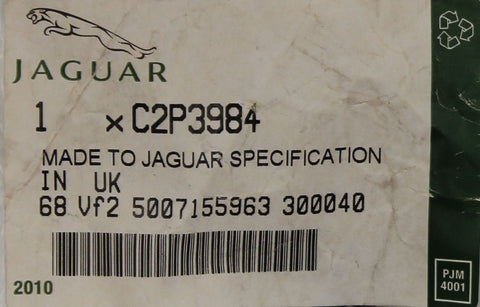 JAGUAR
1 x C2P3984
MADE TO JAGUAR SPECIFICATION
IN UK
68 Vf2 5007155963 300040
2010
PJM
4001